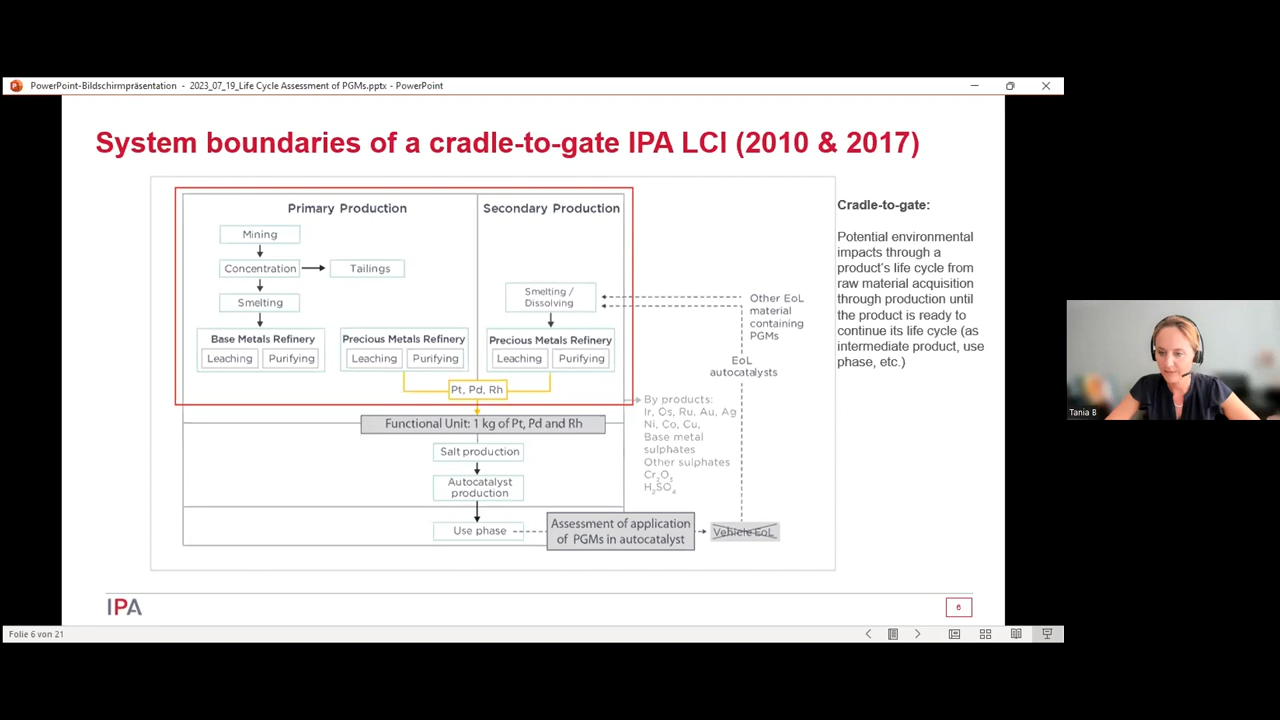 PowerPoint-Bildschirmpräsentation - 2023_07_19_Life Cycle Assessment of PGMs.pptx - PowerPoint
System boundaries of a cradle-to-gate IPA LCI (2010 & 2017)
Primary Production
Secondary Production
Mining
Concentration
Tailings
Smelting
Base Metals Refinery
Leaching
Purifying
Precious Metals Refinery
Leaching
Purifying
Smelting /
Dissolving
Precious Metals Refinery
Leaching
Purifying
Pt, Pd, Rh
Functional Unit: 1 kg of Pt, Pd and Rh
Salt production
Autocatalyst
production
Use phase
Assessment of application
of PGMs in autocatalyst
Vehicle EoL
EoL
autocatalysts
Other EoL
material
containing
PGMs
By products:
Ir, Os, Ru, Au, Ag
Ni, Co, Cu,
Base metal
sulphates
Other sulphates
Cr2O3
H2SO4
Cradle-to-gate:
Potential environmental
impacts through a
product's life cycle from
raw material acquisition
through production until
the product is ready to
continue its life cycle (as
intermediate product, use
phase, etc.)
IPA
6
Folie 6 von 21
Tania B